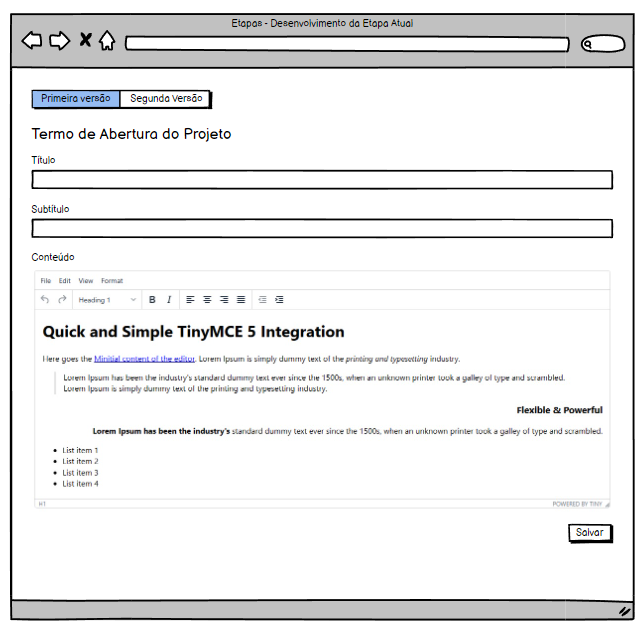 Etapas - Desenvolvimento da Etapa Atual
Primeira versão Segunda Versão
Termo de Abertura do Projeto
Título
Subtítulo
Conteúdo
File Edit View Format
Heading 1 B I
Quick and Simple TinyMCE 5 Integration
Here goes the Minitial content of the editor. Lorem Ipsum is simply dummy text of the printing and typesetting industry.
Lorem Ipsum has been the industry's standard dummy text ever since the 1500s, when an unknown printer took a galley of type and scrambled.
Lorem Ipsum is simply dummy text of the printing and typesetting industry.
Flexible & Powerful
Lorem Ipsum has been the industry's standard dummy text ever since the 1500s, when an unknown printer took a galley of type and scrambled.
List item 1
List item 2
List item 3
List item 4
H1 POWERED BY TINY
Salvar